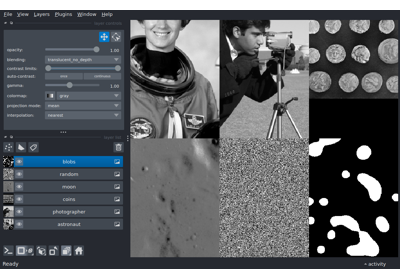 File View Layers Plugins Window Help
opacity: 1.00
blending: translucent_no_depth
contrast limits:
auto-contrast: once continuous
gamma: 1.00
colormap: gray
projection mode: mean
interpolation: nearest
blobs
random
moon
coins
photographer
astronaut
Ready
activity